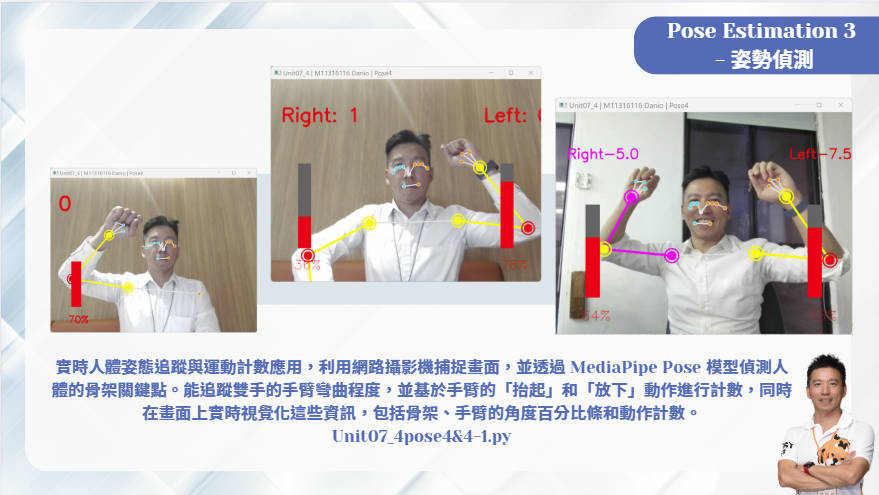 Pose Estimation 3
– 姿勢偵測
Unit07_4 | M11316116 Danio | Pose4
0
70%
Unit07_4 | M11316116 Danio | Pose4
Right: 1
Left:
36%
Unit07_4 | M11316116 Danio | Pose4
Right-5.0
Left-7.5
實時人體姿態追蹤與運動計數應用，利用網路攝影機捕捉畫面，並透過 MediaPipe Pose 模型偵測人
體的骨架關鍵點。能追蹤雙手的手臂彎曲程度，並基於手臂的「抬起」和「放下」動作進行計數，同時
在畫面上實時視覺化這些資訊，包括骨架、手臂的角度百分比條和動作計數。
Unit07_4pose4&4-1.py